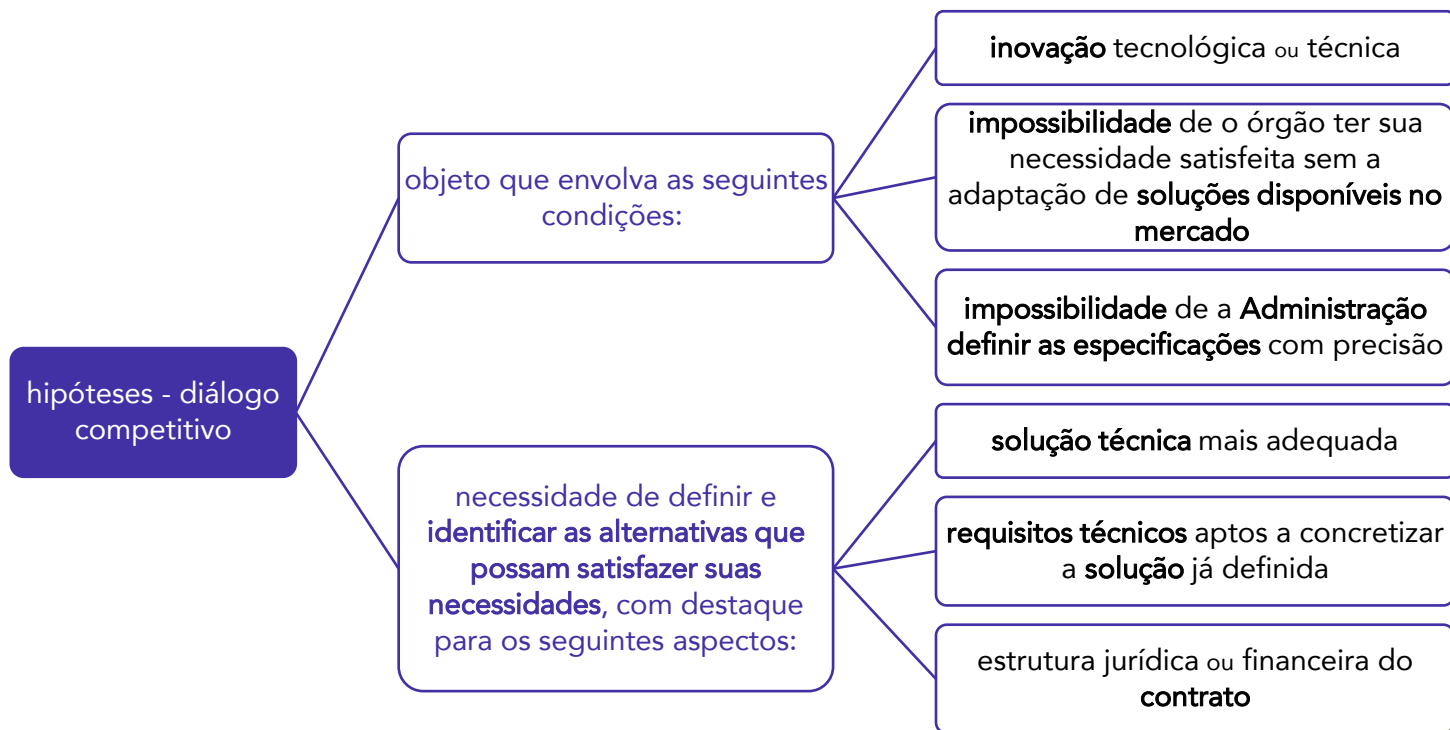 hipóteses - diálogo
competitivo
objeto que envolva as seguintes
condições:
inovação tecnológica ou técnica
impossibilidade de o órgão ter sua
necessidade satisfeita sem a
adaptação de soluções disponíveis no
mercado
impossibilidade de a Administração
definir as especificações com precisão
necessidade de definir e
identificar as alternativas que
possam satisfazer suas
necessidades, com destaque
para os seguintes aspectos:
solução técnica mais adequada
requisitos técnicos aptos a concretizar
a solução já definida
estrutura jurídica ou financeira do
contrato